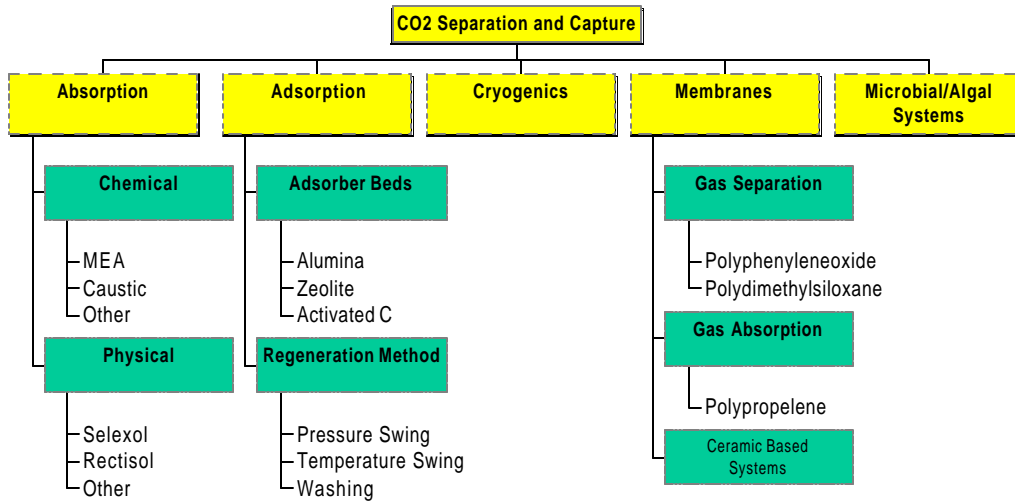 CO2 Separation and Capture
Absorption
Adsorption
Cryogenics
Membranes
Microbial/Algal
Systems
Chemical
MEA
Caustic
Other
Physical
Selexol
Rectisol
Other
Adsorber Beds
Alumina
Zeolite
Activated C
Regeneration Method
Pressure Swing
Temperature Swing
Washing
Gas Separation
Polyphenyleneoxide
Polydimethylsiloxane
Gas Absorption
Polypropelene
Ceramic Based
Systems